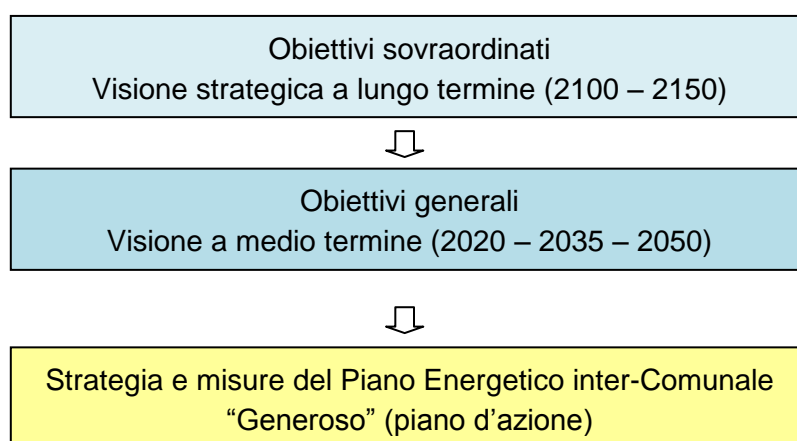 Obiettivi sovraordinati
Visione strategica a lungo termine (2100 – 2150)
Obiettivi generali
Visione a medio termine (2020 – 2035 – 2050)
Strategia e misure del Piano Energetico inter-Comunale
“Generoso” (piano d’azione)